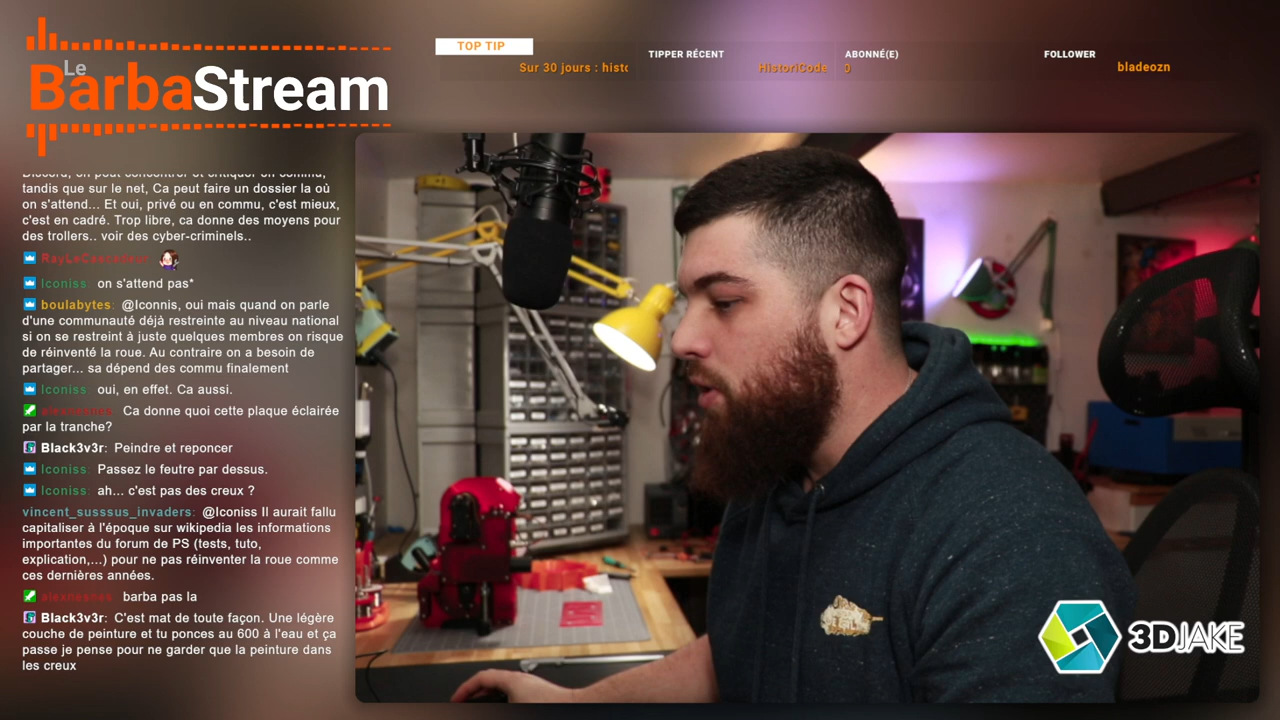 Le
BarbaStream
TOP TIP
Sur 30 jours : histo
TIPPER RÉCENT
HistoriCode
ABONNÉ(E)
0
FOLLOWER
bladeozn
tandis que sur le net, Ca peut faire un dossier la où
on s'attend... Et oui, privé ou en commu, c'est mieux,
c'est en cadré. Trop libre, ca donne des moyens pour
des trollers.. voir des cyber-criminels..
RayLeCascadeur
Iconiss: on s'attend pas*
boulabytes: @Iconnis, oui mais quand on parle
d'une communauté déjà restreinte au niveau national
si on se restreint à juste quelques membres on risque
de réinventé la roue. Au contraire on a besoin de
partager... sa dépend des commu finalement
Iconiss: oui, en effet. Ca aussi.
Ca donne quoi cette plaque éclairée
par la tranche?
Black3v3r: Peindre et reponcer
Iconiss: Passez le feutre par dessus.
Iconiss: ah... c'est pas des creux ?
vincent_susssus_invaders: @Iconiss Il aurait fallu
capitaliser à l'époque sur wikipedia les informations
importantes du forum de PS (tests, tuto,
explication,...) pour ne pas réinventer la roue comme
ces dernières années.
barba pas la
Black3v3r: C'est mat de toute façon. Une légère
couche de peinture et tu ponces au 600 à l'eau et ça
passe je pense pour ne garder que la peinture dans
les creux
3DJAKE